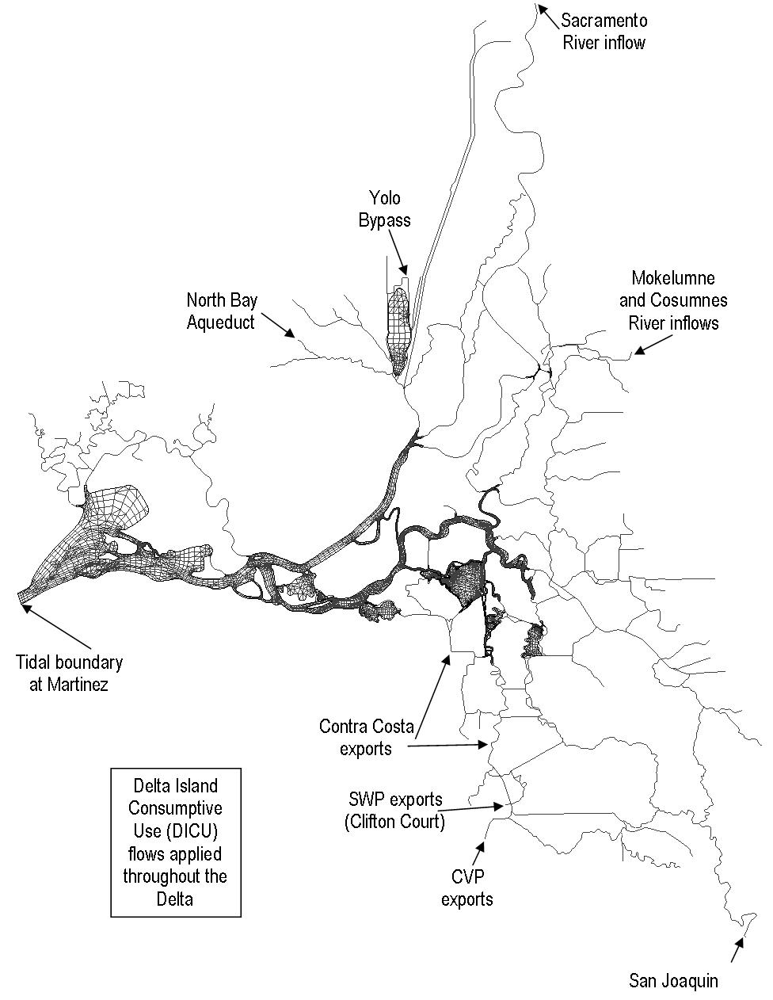 Sacramento
River inflow
Yolo
Bypass
North Bay
Aqueduct
Mokelumne
and Cosumnes
River inflows
Tidal boundary
at Martinez
Contra Costa
exports
SWP exports
(Clifton Court)
CVP
exports
Delta Island
Consumptive
Use (DICU)
flows applied
throughout the
Delta
San Joaquin